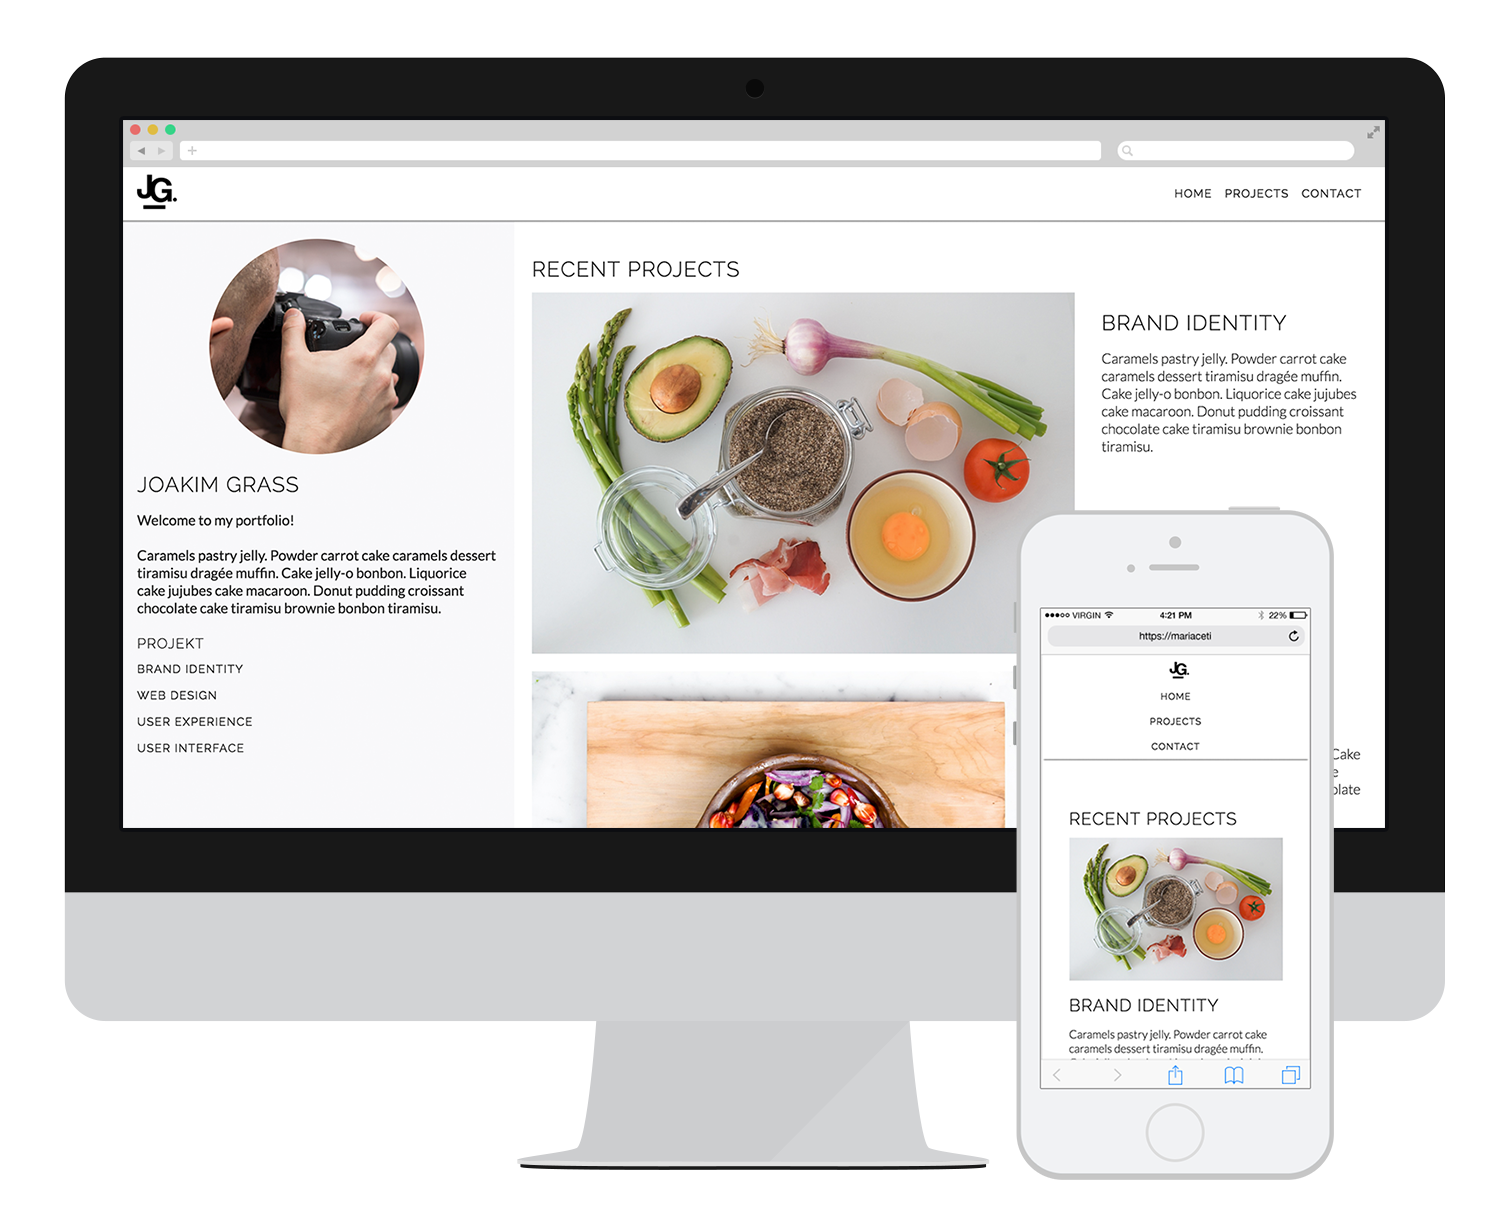 JG.
HOME PROJECTS CONTACT
JOAKIM GRASS
Welcome to my portfolio!
Caramels pastry jelly. Powder carrot cake caramels dessert
tiramisu dragée muffin. Cake jelly-o bonbon. Liquorice
cake jujubes cake macaroon. Donut pudding croissant
chocolate cake tiramisu brownie bonbon tiramisu.
PROJEKT
BRAND IDENTITY
WEB DESIGN
USER EXPERIENCE
USER INTERFACE
RECENT PROJECTS
BRAND IDENTITY
Caramels pastry jelly. Powder carrot cake
caramels dessert tiramisu dragée muffin.
Cake jelly-o bonbon. Liquorice cake jujubes
cake macaroon. Donut pudding croissant
chocolate cake tiramisu brownie bonbon
tiramisu.
Cake
e
olate
VIRGIN 4:21 PM 22%
https://mariaceti
JG.
HOME
PROJECTS
CONTACT
RECENT PROJECTS
BRAND IDENTITY
Caramels pastry jelly. Powder carrot cake
caramels dessert tiramisu dragée muffin.